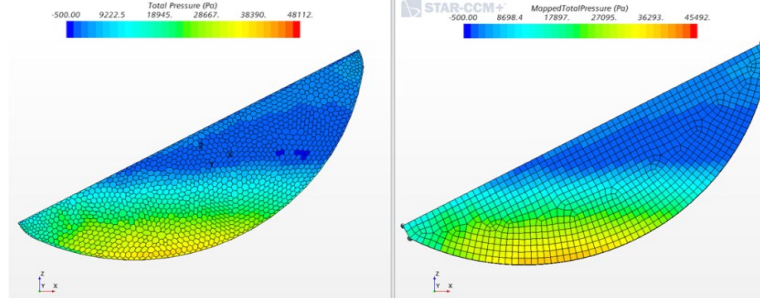 Total Pressure (Pa)
-500.00 9222.5 18945. 28667. 38390. 48112.
Z
Y X
STAR-CCM+
MappedTotalPressure (Pa)
-500.00 8698.4 17897. 27095. 36293. 45492.
Z
Y X